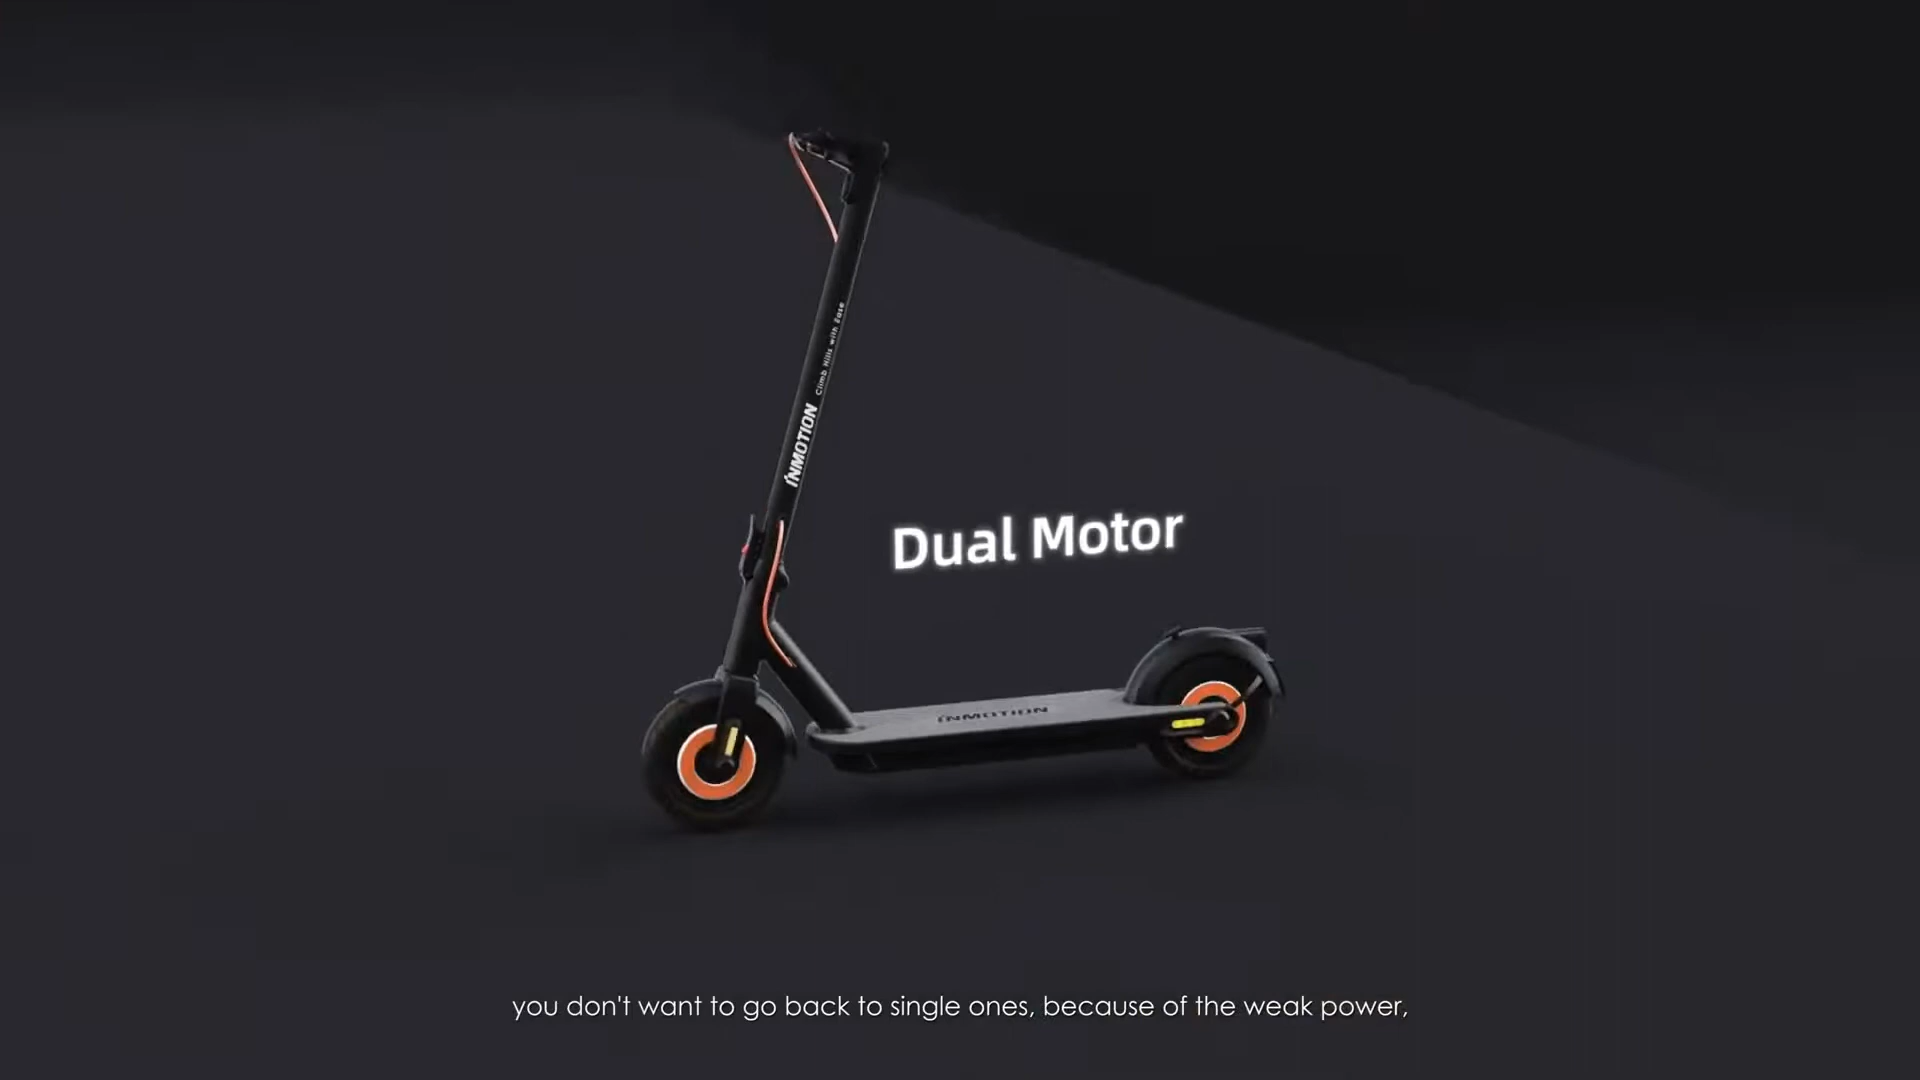 Climb Hills with Ease
INMOTION
Dual Motor
INMOTION
you don't want to go back to single ones, because of the weak power,